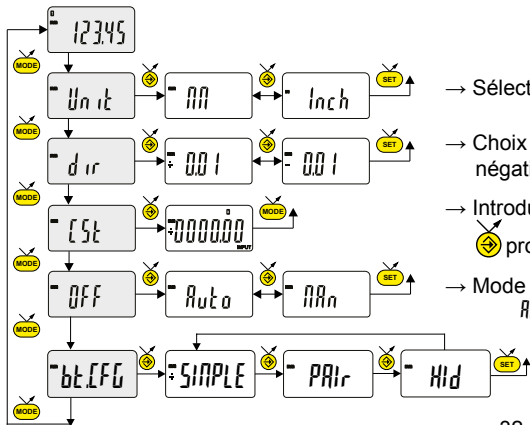 123.45
MODE
Unit MM Inch SET → Sélect
MODE
dir + 0.01 - 0.01 SET → Choix
négati
MODE
CSt + 0000.00 INPUT MODE → Introdu
pro
MODE
OFF Auto MAn SET → Mode
A
MODE
bt.CFG SIMPLE PAIr HId SET
MODE